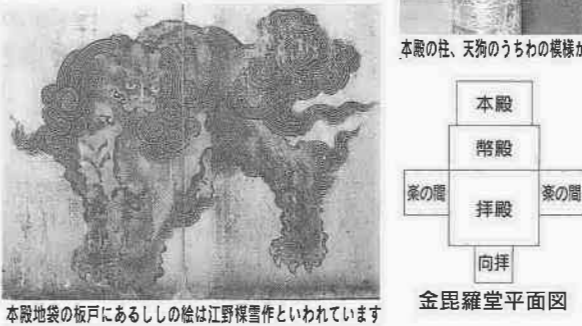 本殿の柱、天狗のうちわの模様が
本殿
幣殿
楽の間
拝殿
楽の間
向拝
金毘羅堂平面図
本殿地袋の板戸にあるししの絵は江野楳雪作といわれています